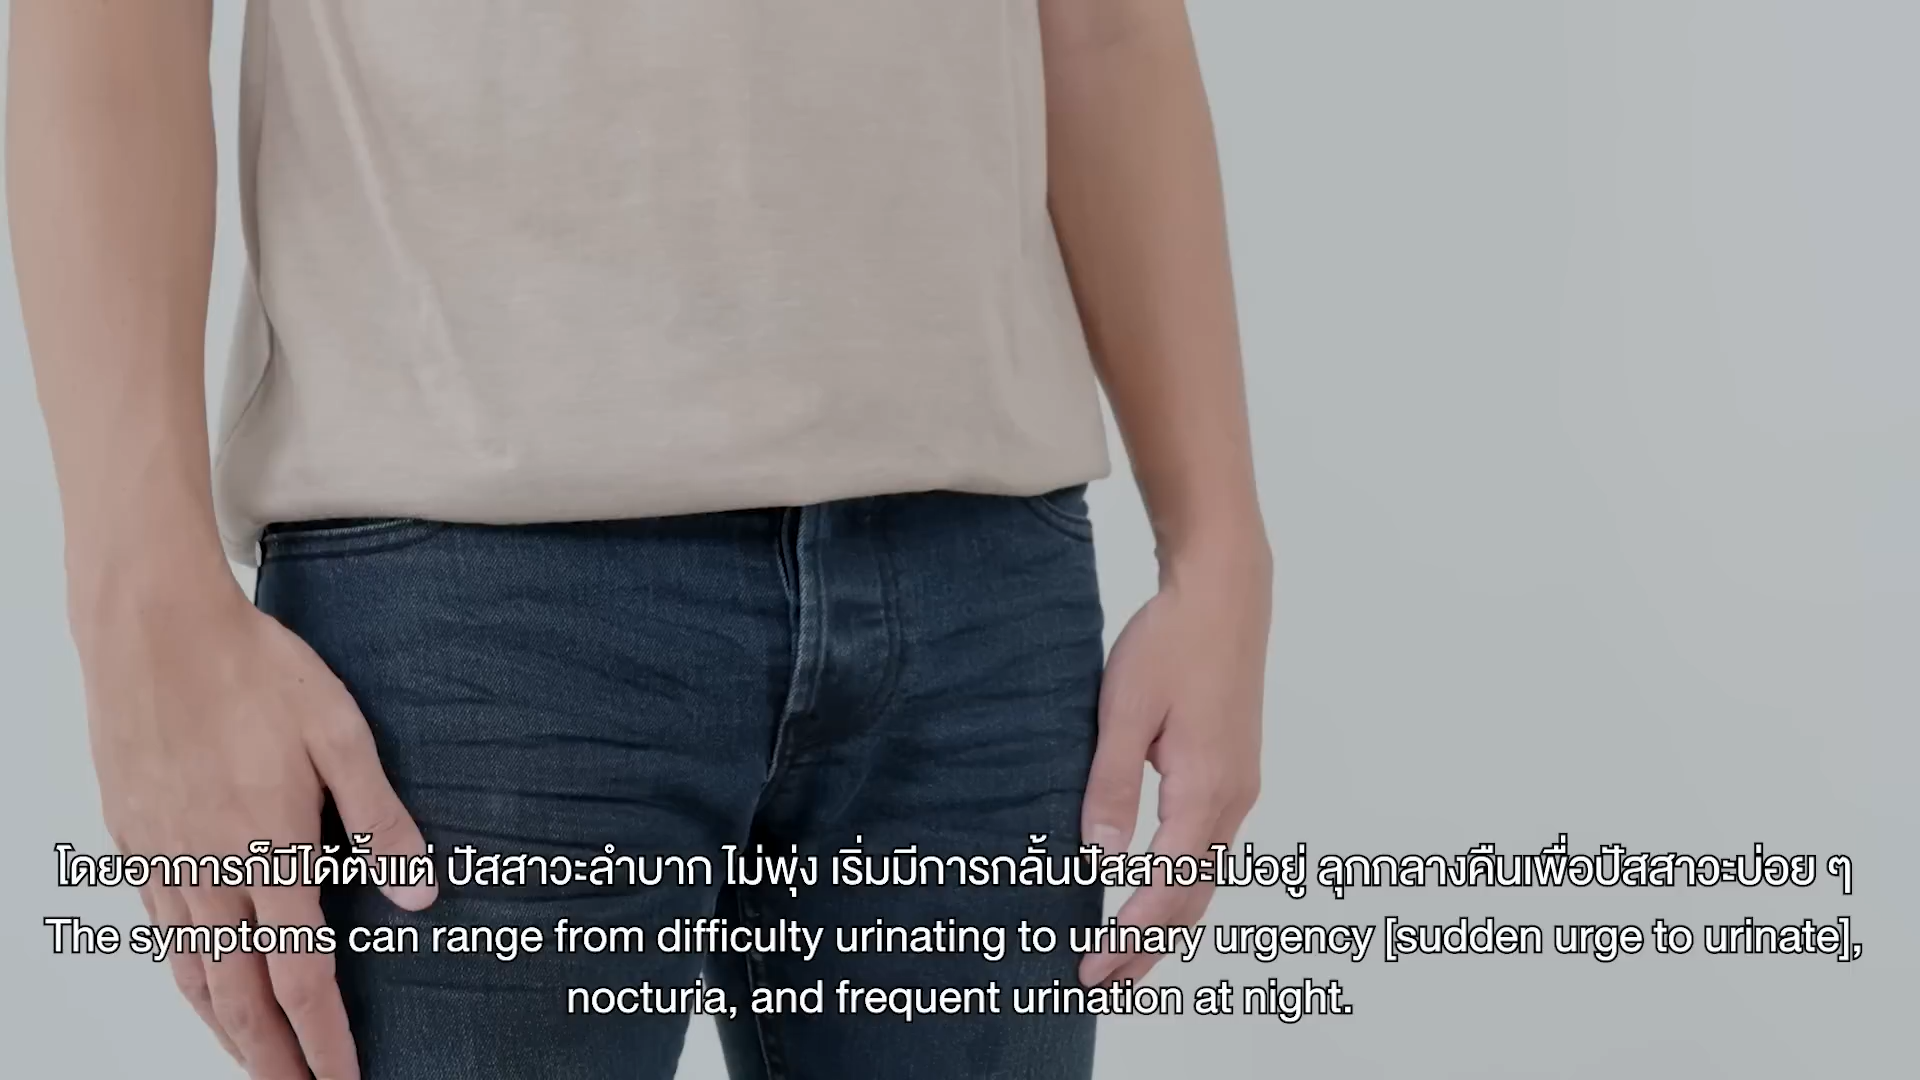 โดยอาการก็มีได้ตั้งแต่ ปัสสาวะลำบาก ไม่พุ่ง เริ่มมีการกลั้นปัสสาวะไม่อยู่ ลุกกลางคืนเพื่อปัสสาวะบ่อย ๆ
The symptoms can range from difficulty urinating to urinary urgency [sudden urge to urinate],
nocturia, and frequent urination at night.